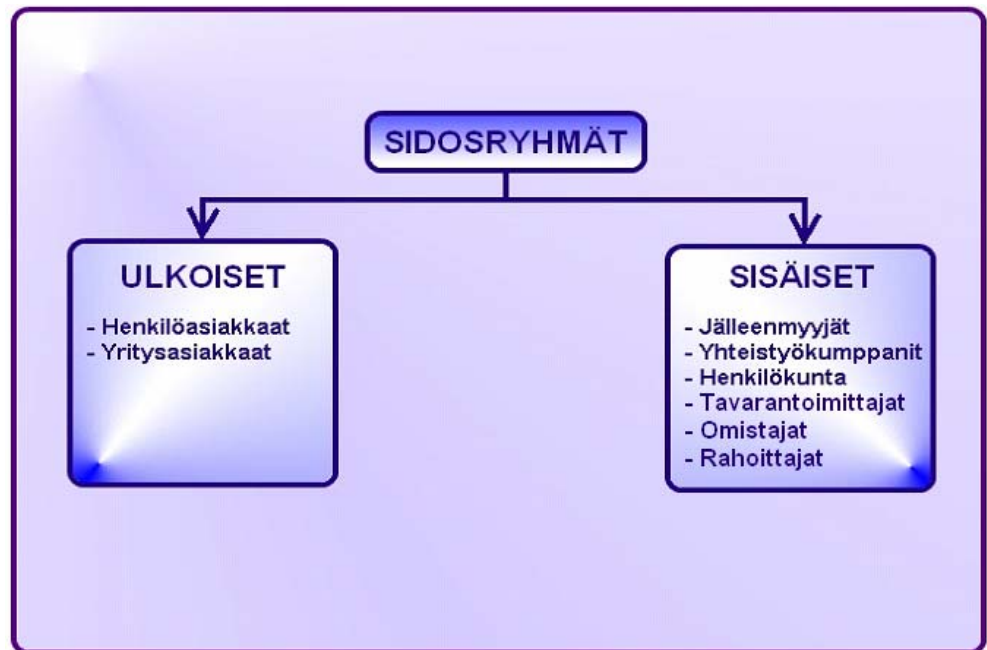 SIDOSRYHMÄT
ULKOISET
- Henkilöasiakkaat
- Yritysasiakkaat
SISÄISET
- Jälleenmyyjät
- Yhteistyökumppanit
- Henkilökunta
- Tavarantoimittajat
- Omistajat
- Rahoittajat